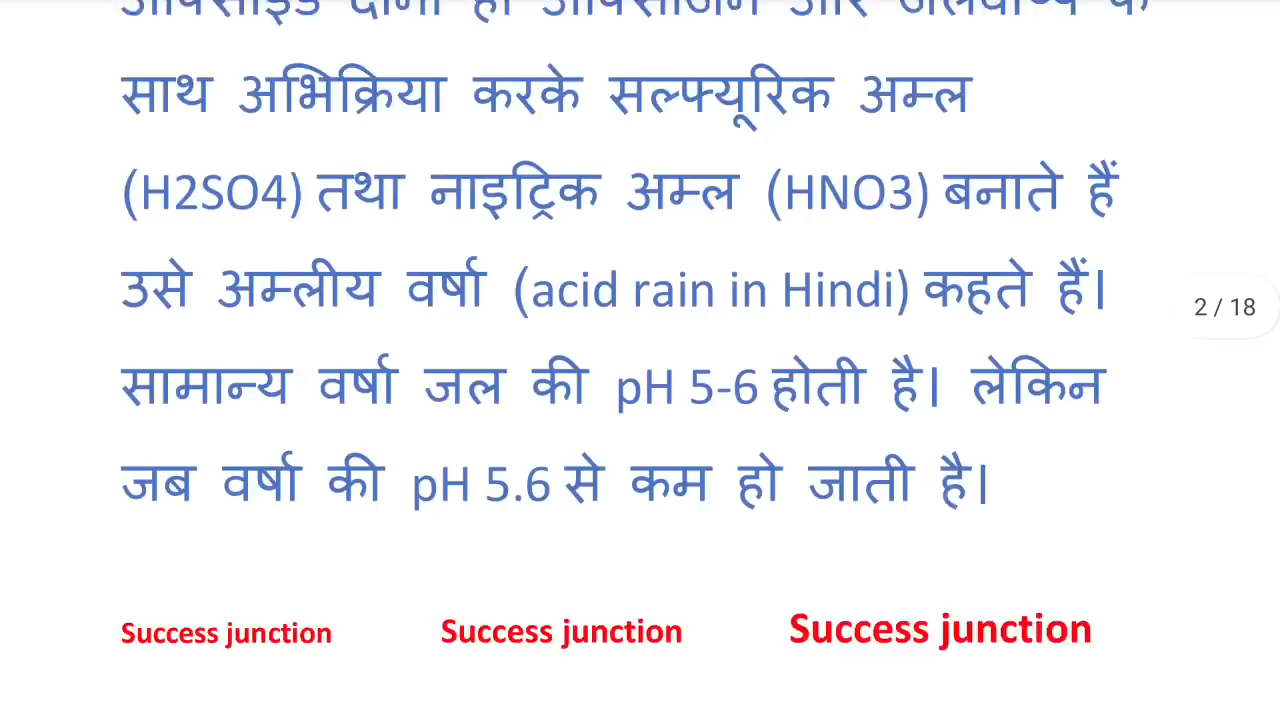 साथ अभिक्रिया करके सल्फ्यूरिक अम्ल
(H2SO4) तथा नाइट्रिक अम्ल (HNO3) बनाते हैं
उसे अम्लीय वर्षा (acid rain in Hindi) कहते हैं।
सामान्य वर्षा जल की pH 5-6 होती है। लेकिन
जब वर्षा की pH 5.6 से कम हो जाती है।
2 / 18
Success junction Success junction Success junction